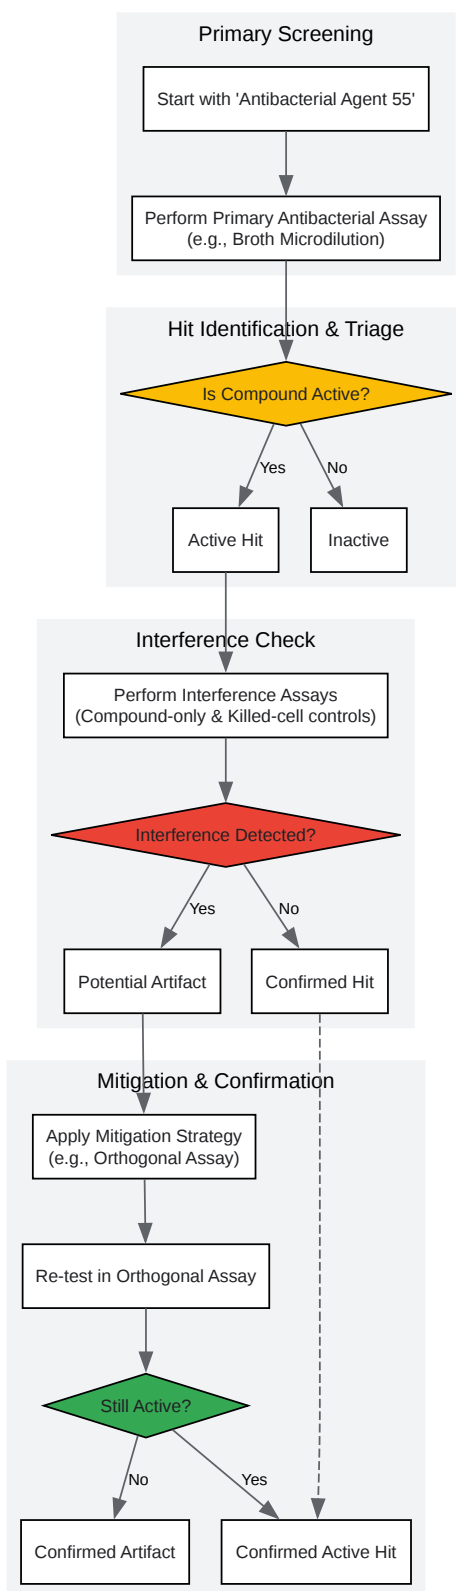 Primary Screening
Start with 'Antibacterial Agent 55'
Perform Primary Antibacterial Assay
(e.g., Broth Microdilution)
Hit Identification & Triage
Is Compound Active?
Yes
No
Active Hit
Inactive
Interference Check
Perform Interference Assays
(Compound-only & Killed-cell controls)
Interference Detected?
Yes
No
Potential Artifact
Confirmed Hit
Mitigation & Confirmation
Apply Mitigation Strategy
(e.g., Orthogonal Assay)
Re-test in Orthogonal Assay
Still Active?
No
Yes
Confirmed Artifact
Confirmed Active Hit